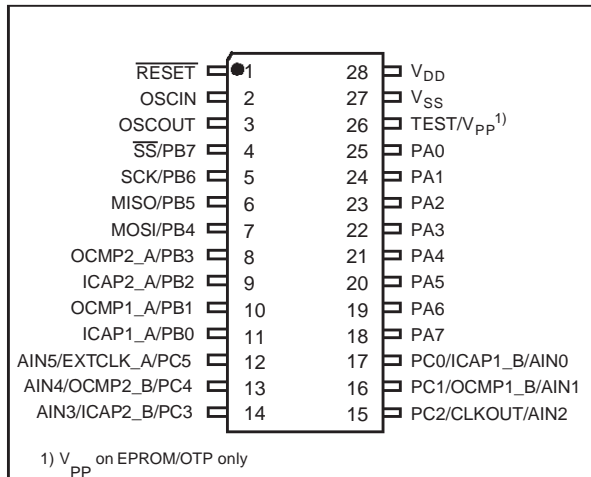 RESET 1 28 VDD
OSCIN 2 27 VSS
OSCOUT 3 26 TEST/VPP1)
SS/PB7 4 25 PA0
SCK/PB6 5 24 PA1
MISO/PB5 6 23 PA2
MOSI/PB4 7 22 PA3
OCMP2_A/PB3 8 21 PA4
ICAP2_A/PB2 9 20 PA5
OCMP1_A/PB1 10 19 PA6
ICAP1_A/PB0 11 18 PA7
AIN5/EXTCLK_A/PC5 12 17 PC0/ICAP1_B/AIN0
AIN4/OCMP2_B/PC4 13 16 PC1/OCMP1_B/AIN1
AIN3/ICAP2_B/PC3 14 15 PC2/CLKOUT/AIN2
1) VPP on EPROM/OTP only